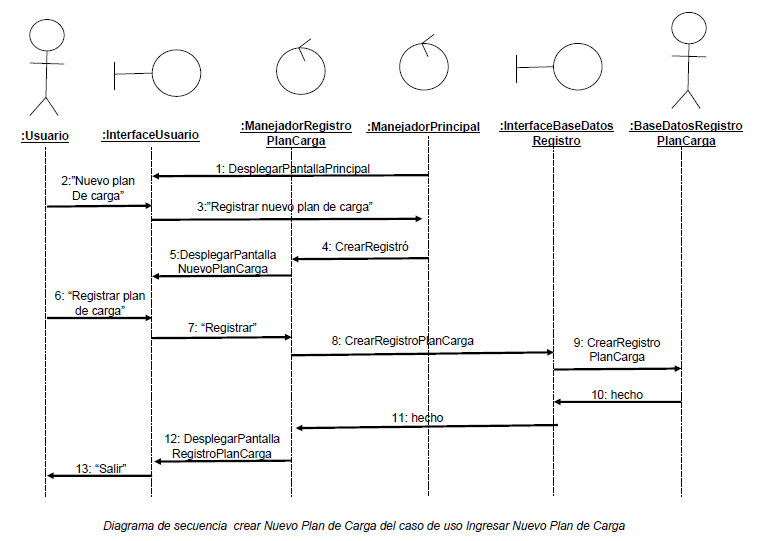 :Usuario
:InterfaceUsuario
:ManejadorRegistro
PlanCarga
:ManejadorPrincipal
:InterfaceBaseDatos
Registro
:BaseDatosRegistro
PlanCarga
1: DesplegarPantallaPrincipal
2:"Nuevo plan
De carga"
3:"Registrar nuevo plan de carga"
4: CrearRegistró
5:DesplegarPantalla
NuevoPlanCarga
6: "Registrar plan
de carga"
7: "Registrar"
8: CrearRegistroPlanCarga
9: CrearRegistro
PlanCarga
10: hecho
11: hecho
12: DesplegarPantalla
RegistroPlanCarga
13: "Salir"
Diagrama de secuencia crear Nuevo Plan de Carga del caso de uso Ingresar Nuevo Plan de Carga